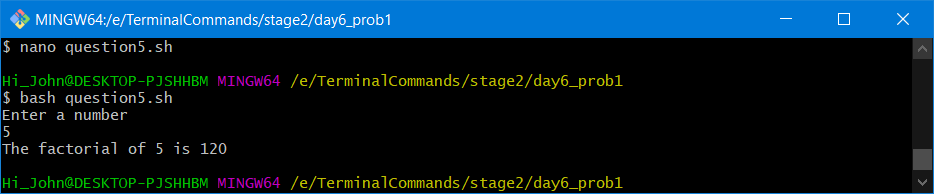 MINGW64:/e/TerminalCommands/stage2/day6_prob1
$ nano question5.sh
Hi_John@DESKTOP-PJSHHBM MINGW64 /e/TerminalCommands/stage2/day6_prob1
$ bash question5.sh
Enter a number
5
The factorial of 5 is 120
Hi_John@DESKTOP-PJSHHBM MINGW64 /e/TerminalCommands/stage2/day6_prob1